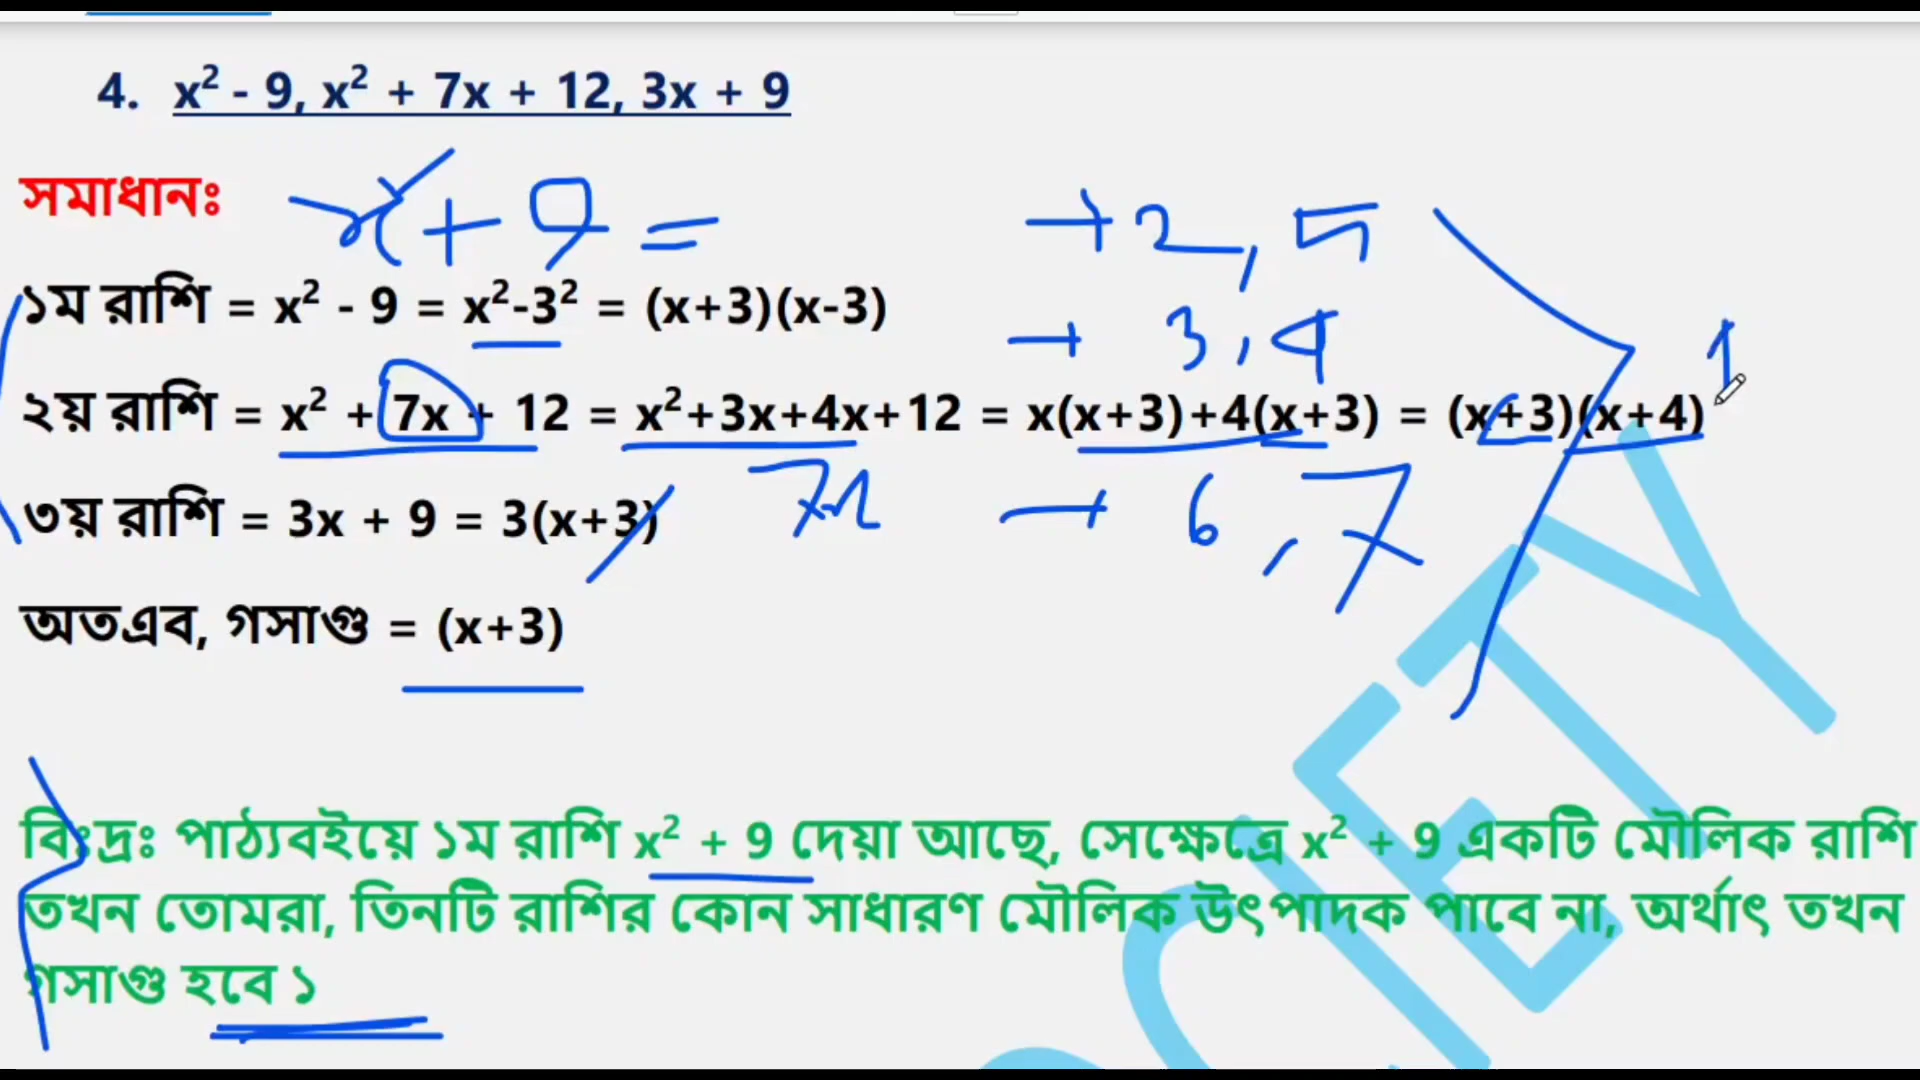 4. x² - 9, x² + 7x + 12, 3x + 9
সমাধানঃ
x + 9 =
→ 2, 5
১ম রাশি = x² - 9 = x²-3² = (x+3)(x-3)
→ 3, 4
1
২য় রাশি = x² + 7x + 12 = x²+3x+4x+12 = x(x+3)+4(x+3) = (x+3)(x+4)
৩য় রাশি = 3x + 9 = 3(x+3)
7x
→ 6, 7
অতএব, গসাগু = (x+3)
বিঃদ্রঃ পাঠ্যবইয়ে ১ম রাশি x² + 9 দেয়া আছে, সেক্ষেত্রে x² + 9 একটি মৌলিক রাশি
তখন তোমরা, তিনটি রাশির কোন সাধারণ মৌলিক উৎপাদক পাবে না, অর্থাৎ তখন
গসাগু হবে ১